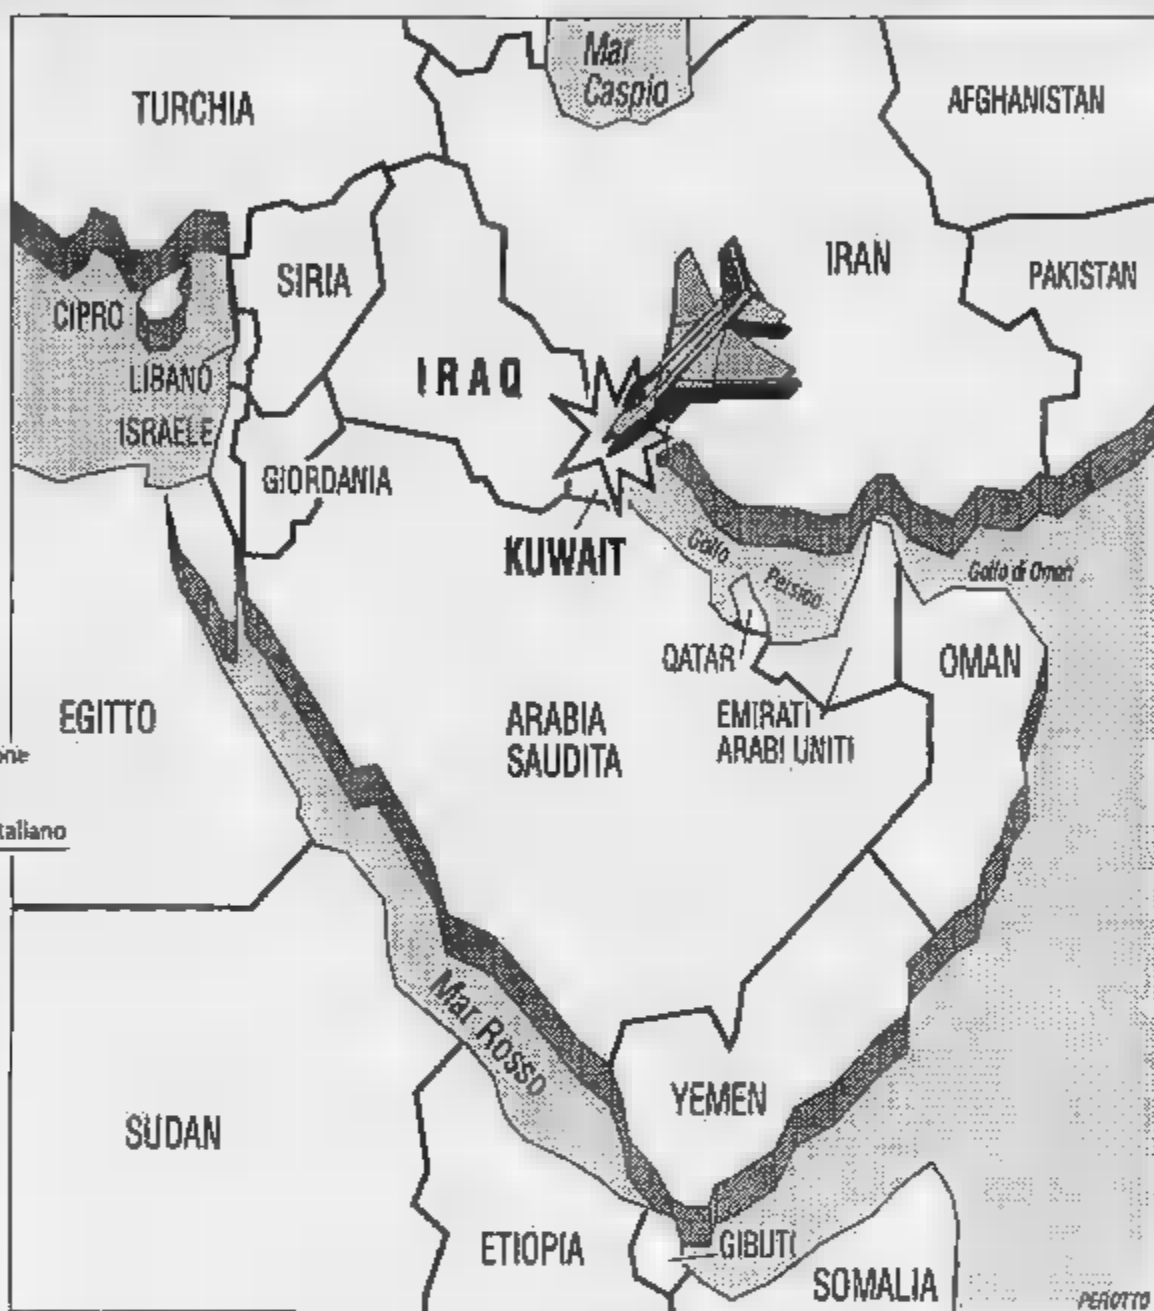 Mar
Caspio
TURCHIA
AFGHANISTAN
IRAN
PAKISTAN
SIRIA
CIPRO
IRAQ
LIBANO
ISRAELE
GIORDANIA
KUWAIT
Golfo
Persico
Golfo di Oman
QATAR
OMAN
EGITTO
ARABIA
SAUDITA
EMIRATI
ARABI UNITI
one
taliano
Mar Rosso
YEMEN
SUDAN
ETIOPIA
GIBUTI
SOMALIA
PEROTTO